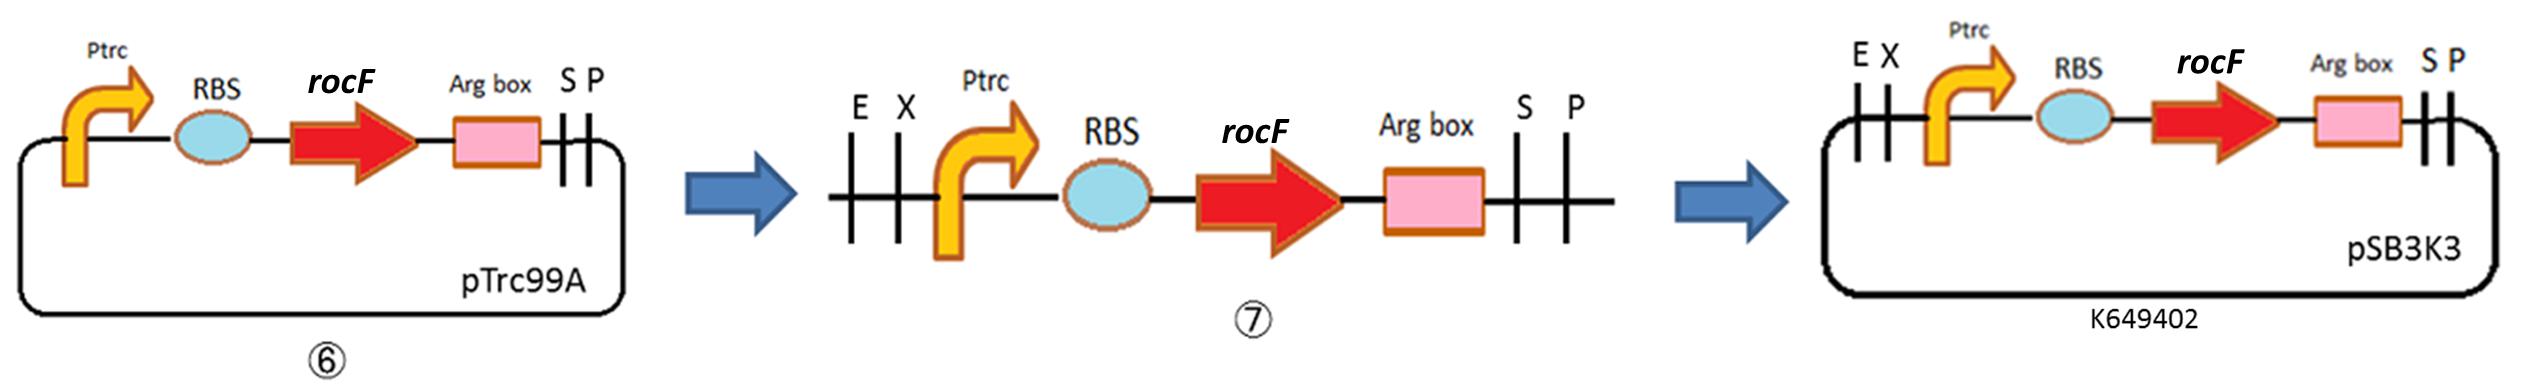 Ptrc
RBS
rocF
Arg box
S P
pTrc99A
⑥
E X
Ptrc
RBS
rocF
Arg box
S P
⑦
E X
Ptrc
RBS
rocF
Arg box
S P
pSB3K3
K649402